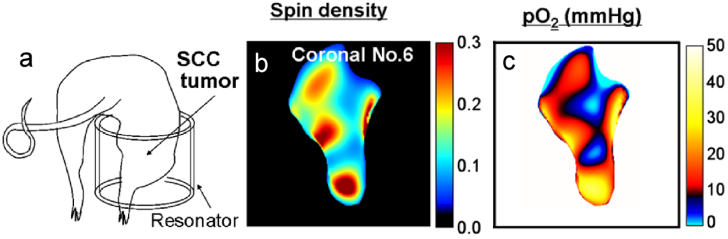 Spin density
pO2 (mmHg)
a
SCC
tumor
Resonator
b
Coronal No.6
0.3
0.2
0.1
0.0
c
50
40
30
20
10
0